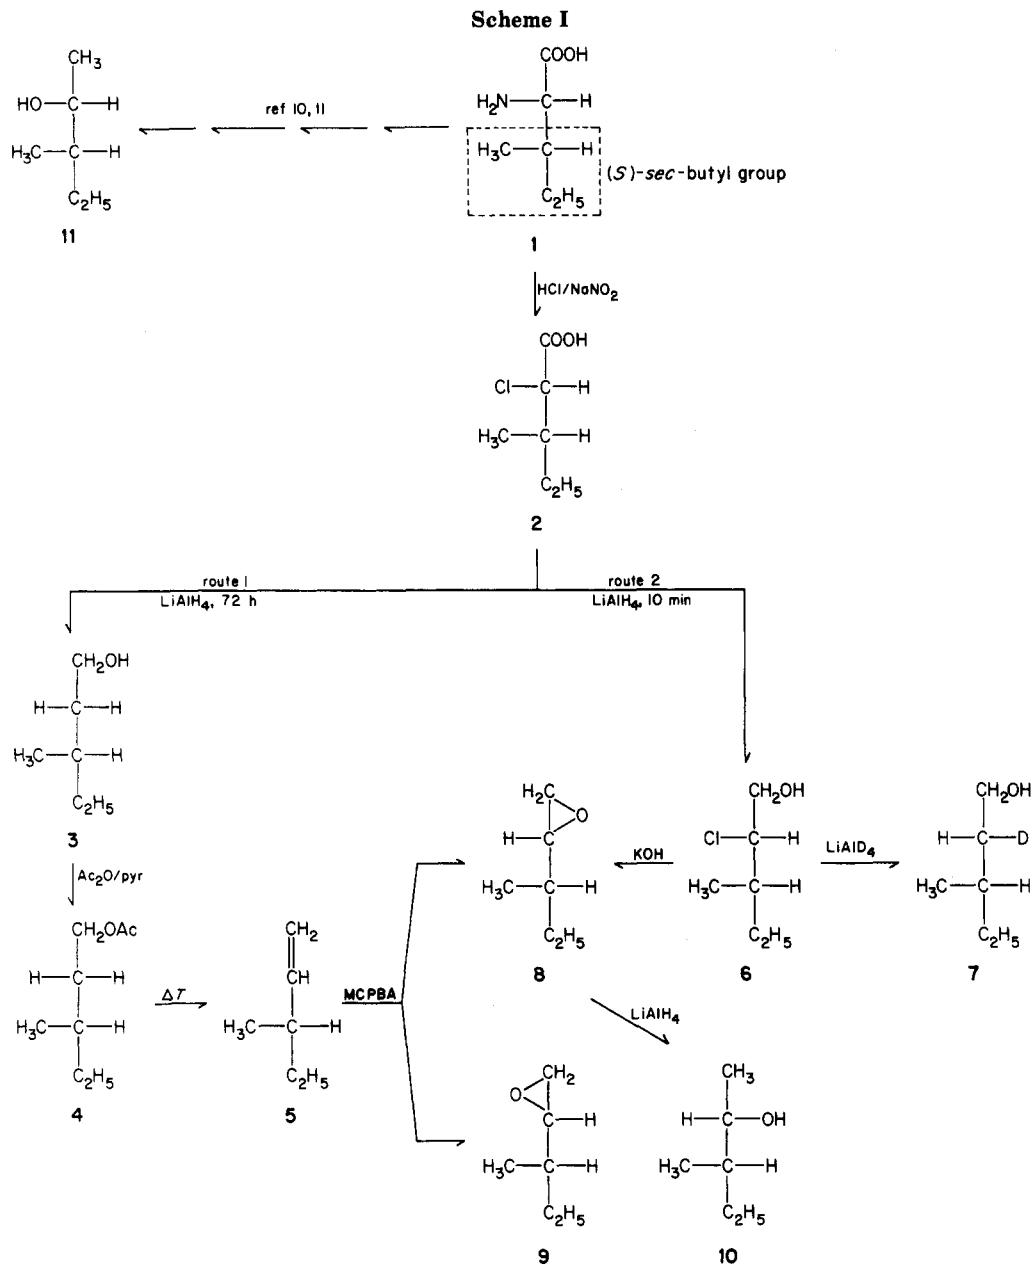 Scheme I
CH3
HO—C—H
H3C—C—H
C2H5
11
ref 10, 11
COOH
H2N—C—H
H3C—C—H
C2H5
(S)-sec-butyl group
1
HCl/NaNO2
COOH
Cl—C—H
H3C—C—H
C2H5
2
route 1
LiAlH4, 72 h
route 2
LiAlH4, 10 min
CH2OH
H—C—H
H3C—C—H
C2H5
3
Ac2O/pyr
CH2OAc
H—C—H
H3C—C—H
C2H5
4
ΔT
CH2
CH
H3C—C—H
C2H5
5
MCPBA
H2C
O
H—C
H3C—C—H
C2H5
8
KOH
CH2OH
Cl—C—H
H3C—C—H
C2H5
6
LiAlD4
CH2OH
H—C—D
H3C—C—H
C2H5
7
LiAlH4
CH2
O
C—H
H3C—C—H
C2H5
9
CH3
H—C—OH
H3C—C—H
C2H5
10